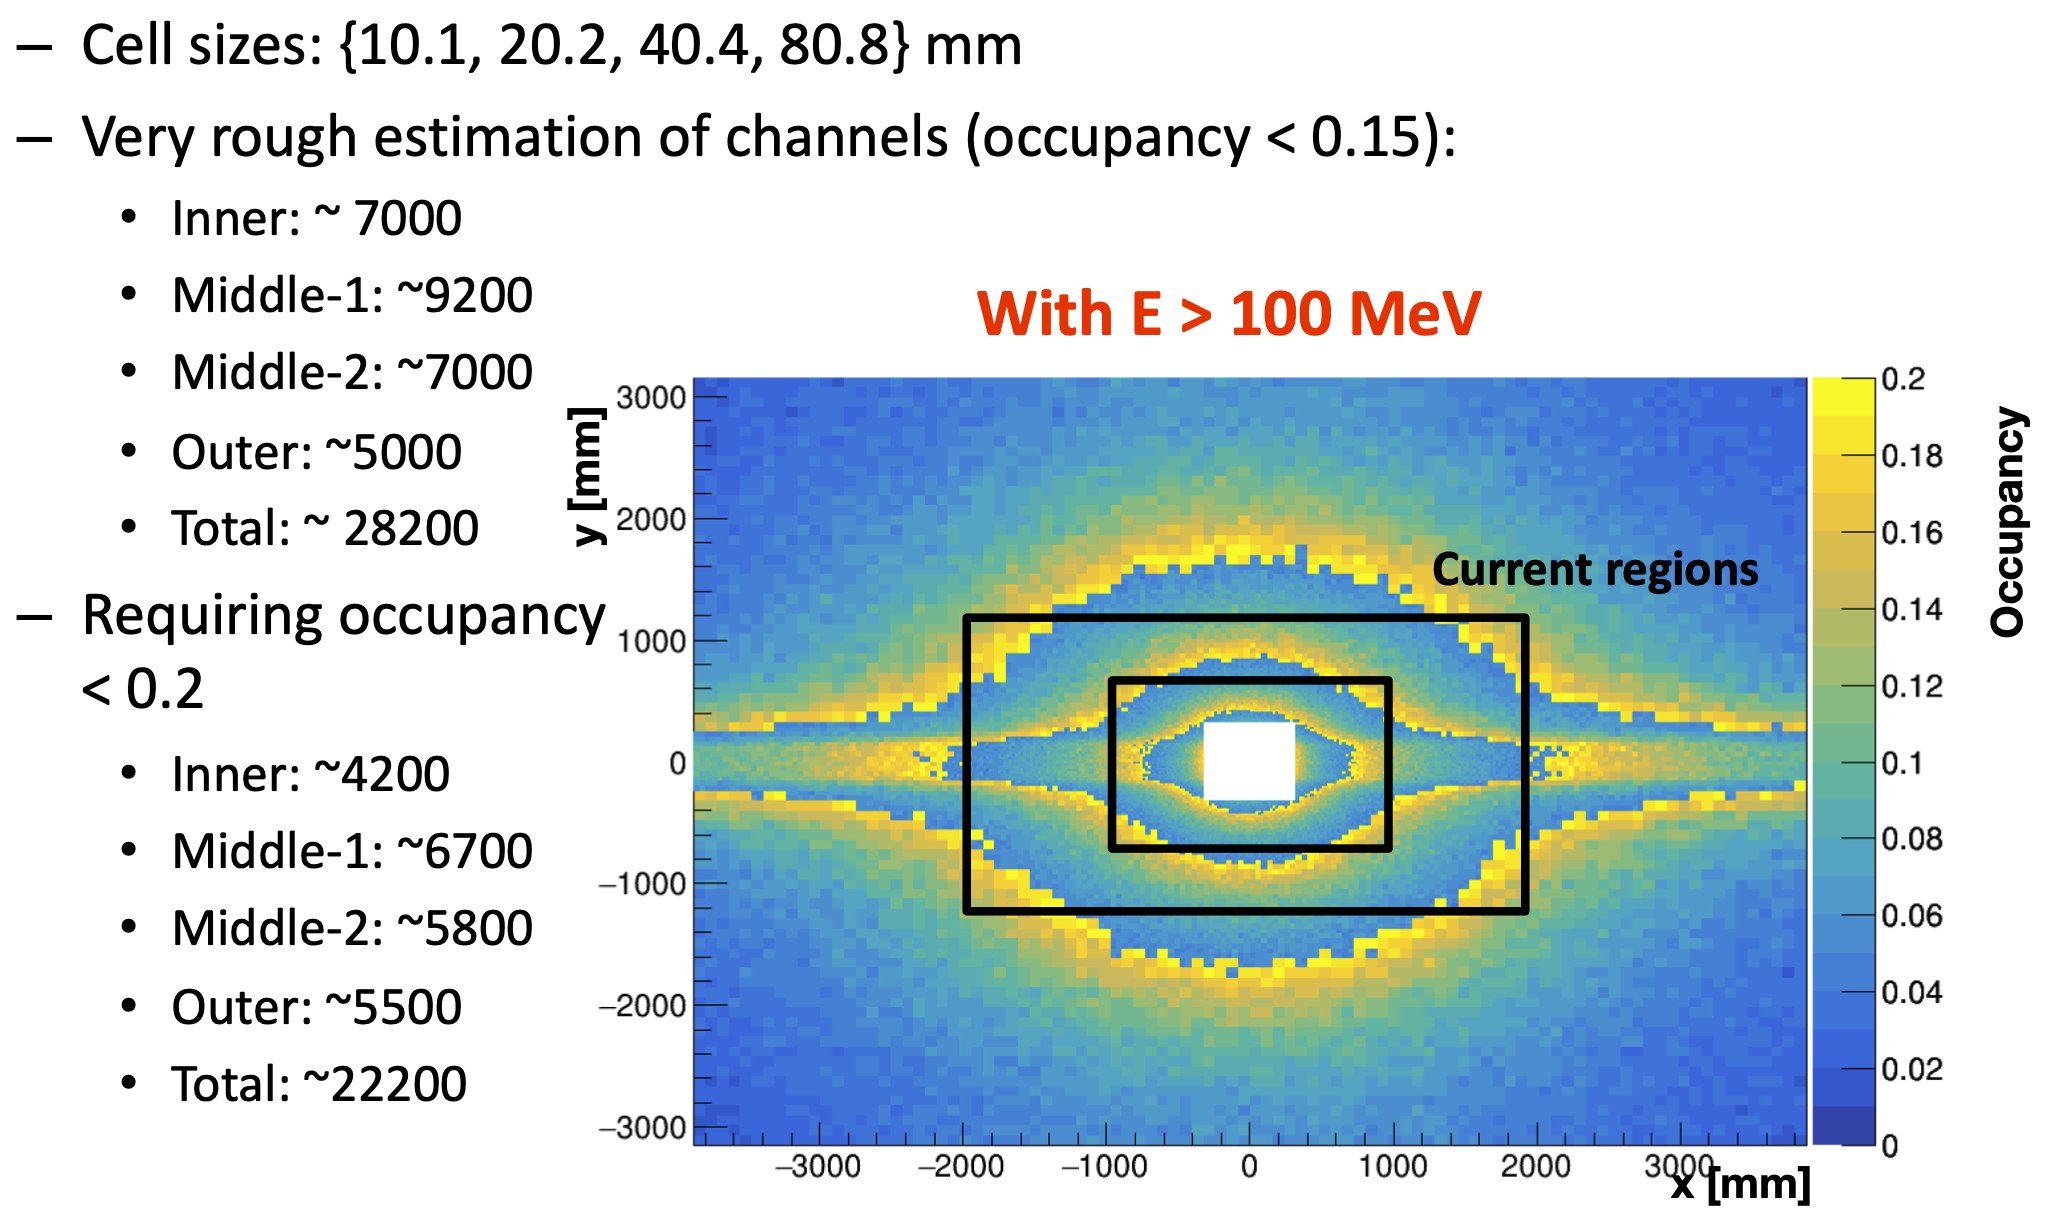 – Cell sizes: {10.1, 20.2, 40.4, 80.8} mm
– Very rough estimation of channels (occupancy < 0.15):
• Inner: ~ 7000
• Middle-1: ~9200
• Middle-2: ~7000
• Outer: ~5000
• Total: ~ 28200
– Requiring occupancy
< 0.2
• Inner: ~4200
• Middle-1: ~6700
• Middle-2: ~5800
• Outer: ~5500
• Total: ~22200
With E > 100 MeV
Current regions
y [mm]
3000
2000
1000
0
−1000
−2000
−3000
−3000 −2000 −1000 0 1000 2000 3000
x [mm]
0.2
0.18
0.16
0.14
0.12
0.1
0.08
0.06
0.04
0.02
0
Occupancy